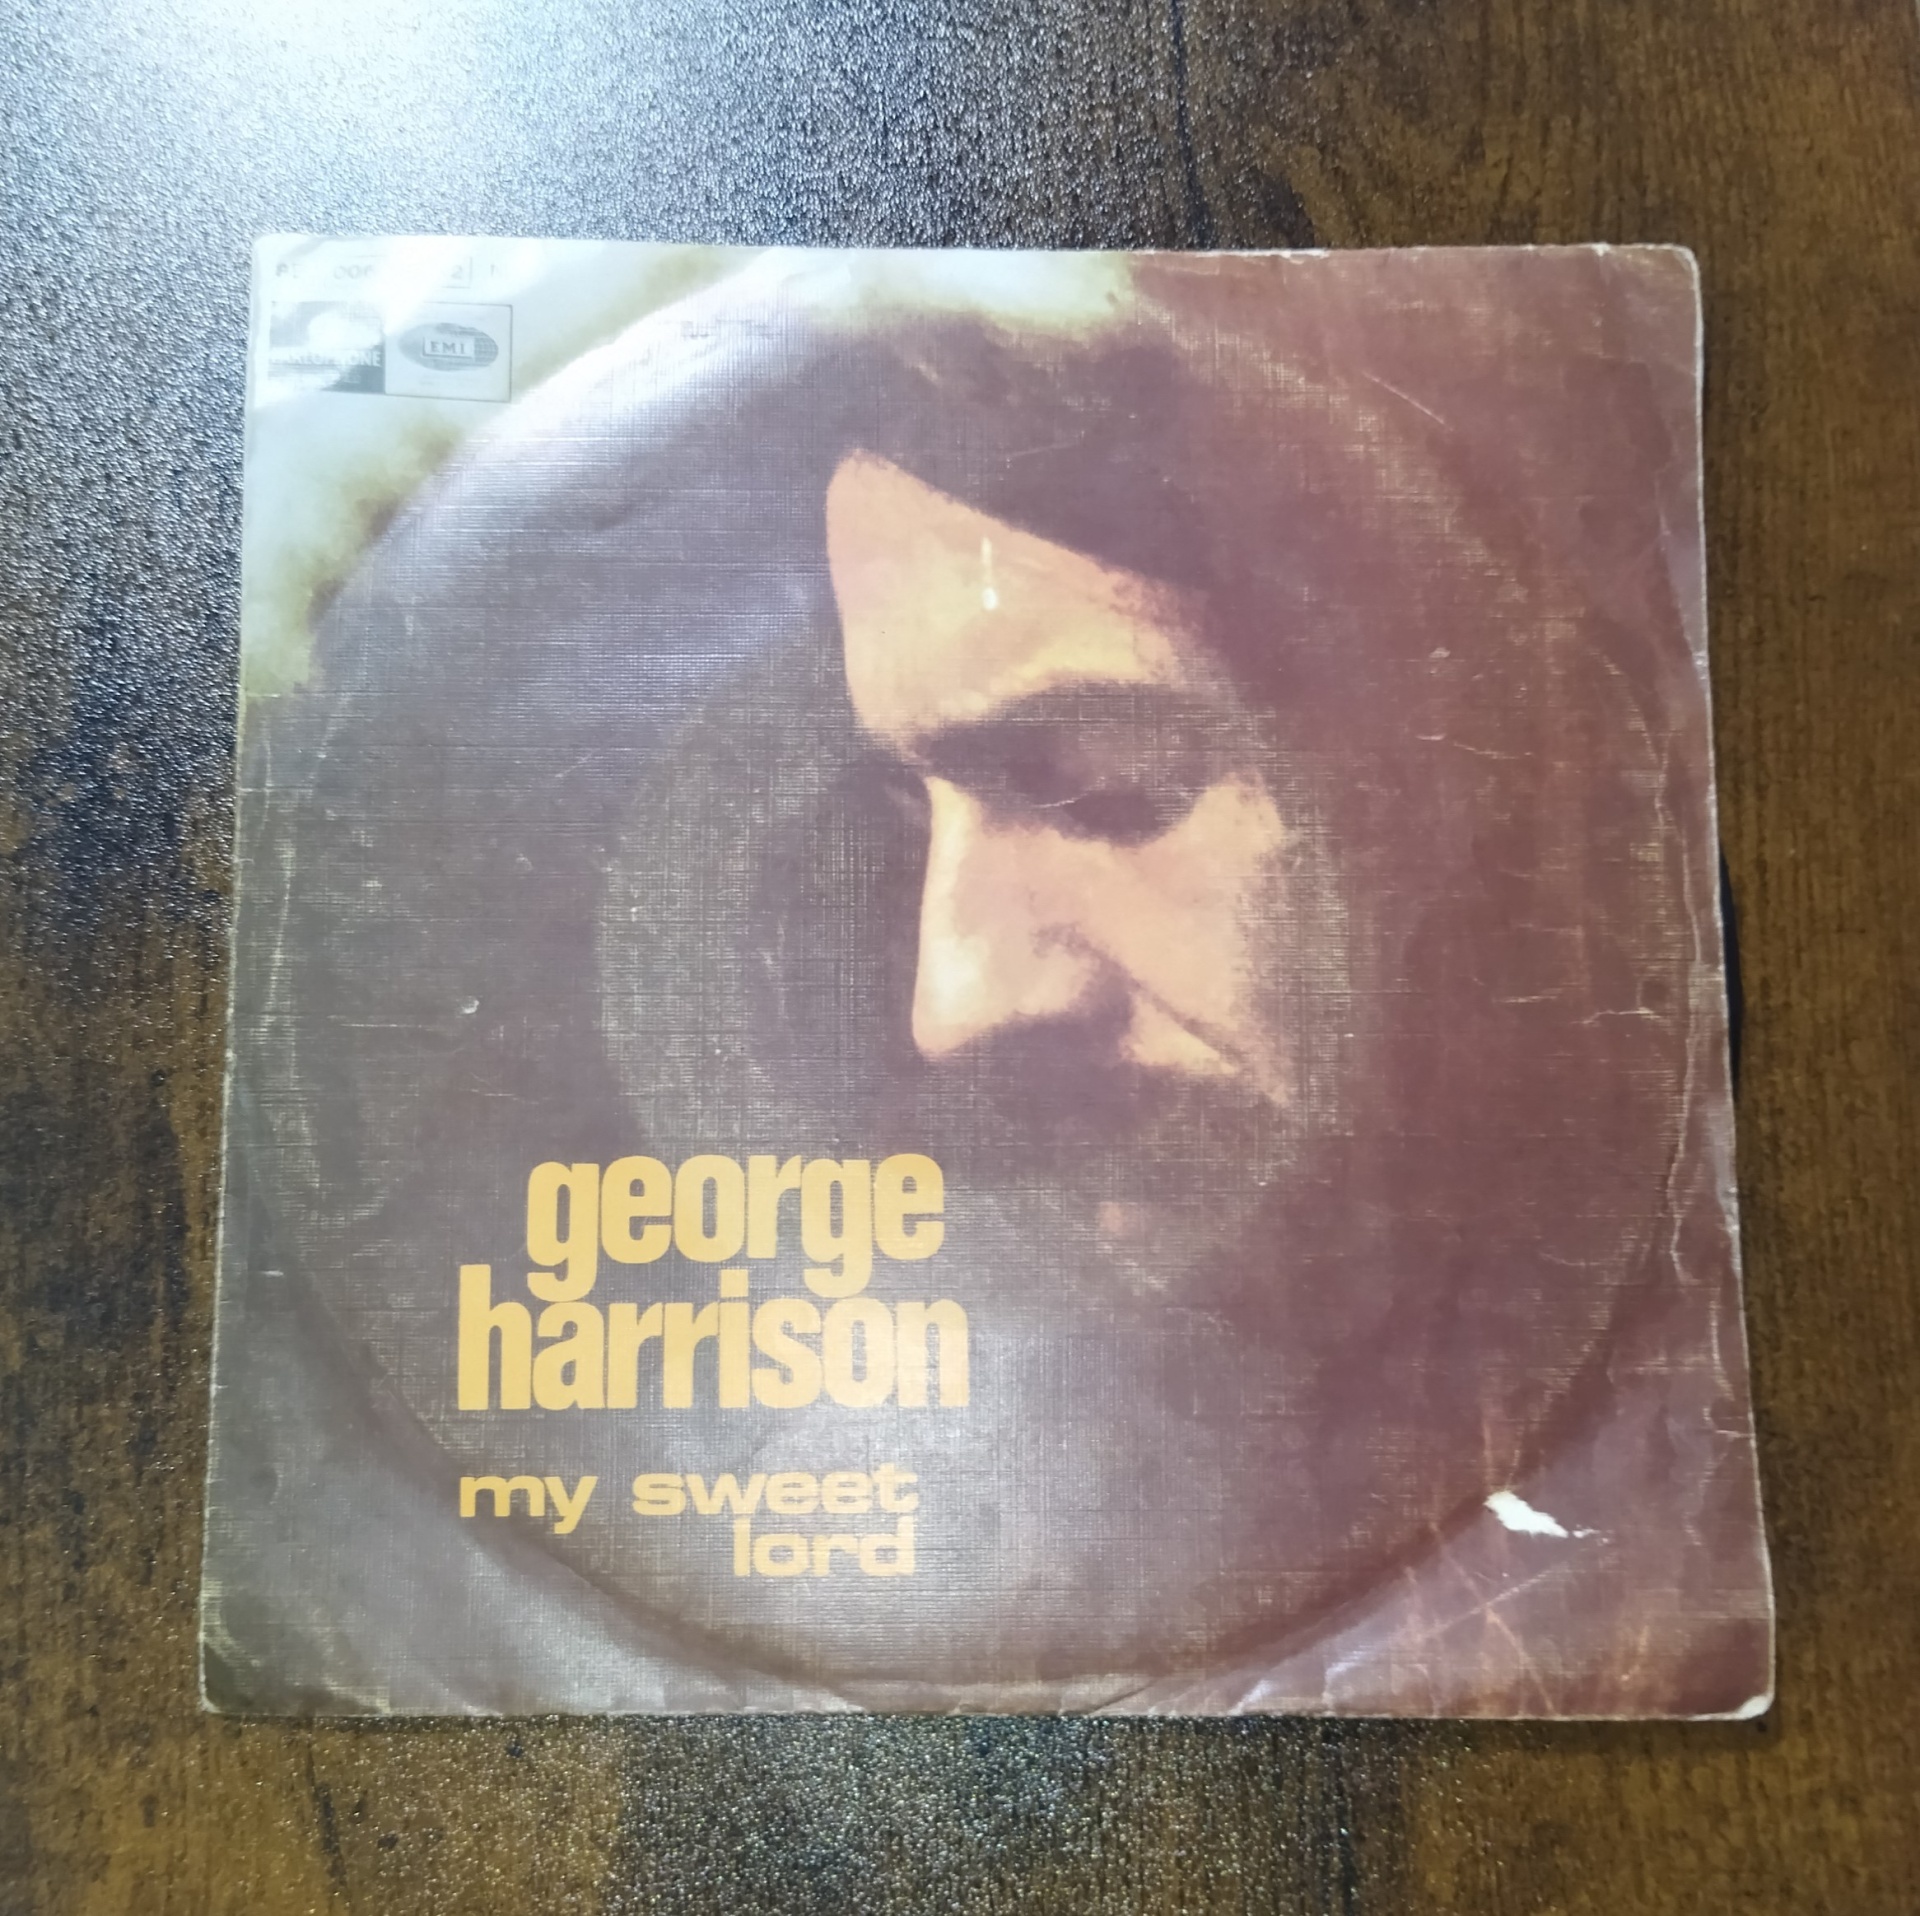 EMI
george
harrison
my sweet
lord